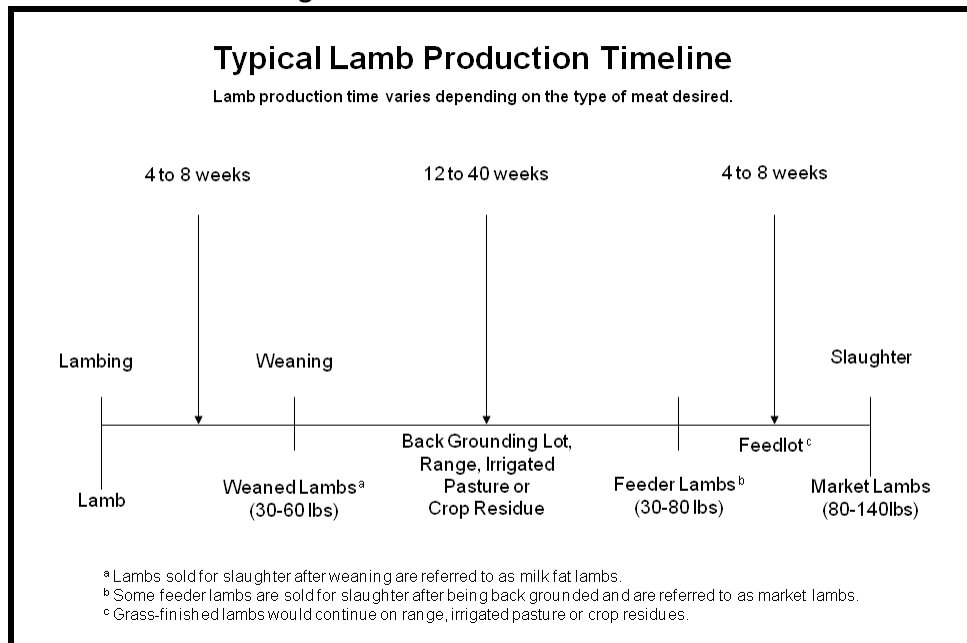 Typical Lamb Production Timeline
Lamb production time varies depending on the type of meat desired.
4 to 8 weeks
12 to 40 weeks
4 to 8 weeks
Lambing
Weaning
Slaughter
Lamb
Weaned Lambsᵃ
(30-60 lbs)
Back Grounding Lot,
Range, Irrigated
Pasture or
Crop Residue
Feeder Lambsᵇ
(30-80 lbs)
Feedlotᶜ
Market Lambs
(80-140lbs)
ᵃ Lambs sold for slaughter after weaning are referred to as milk fat lambs.
ᵇ Some feeder lambs are sold for slaughter after being back grounded and are referred to as market lambs.
ᶜ Grass-finished lambs would continue on range, irrigated pasture or crop residues.